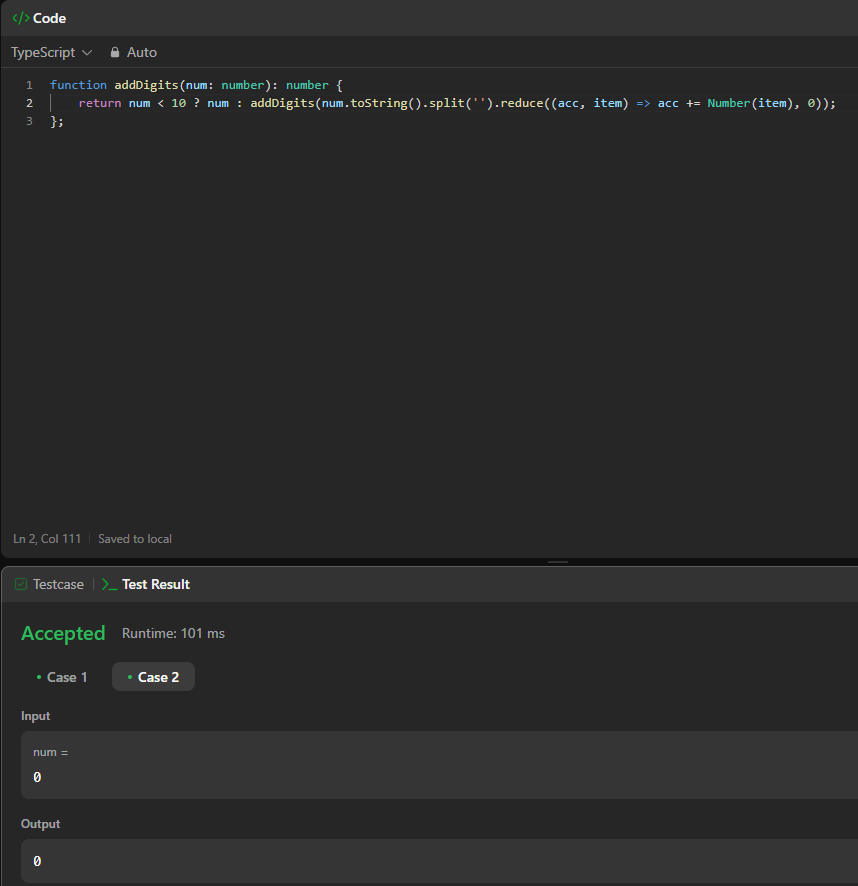 </> Code
TypeScript Auto
1 function addDigits(num: number): number {
2 return num < 10 ? num : addDigits(num.toString().split('').reduce((acc, item) => acc += Number(item), 0));
3 };
Ln 2, Col 111 Saved to local
Testcase >_ Test Result
Accepted Runtime: 101 ms
• Case 1 • Case 2
Input
num =
0
Output
0